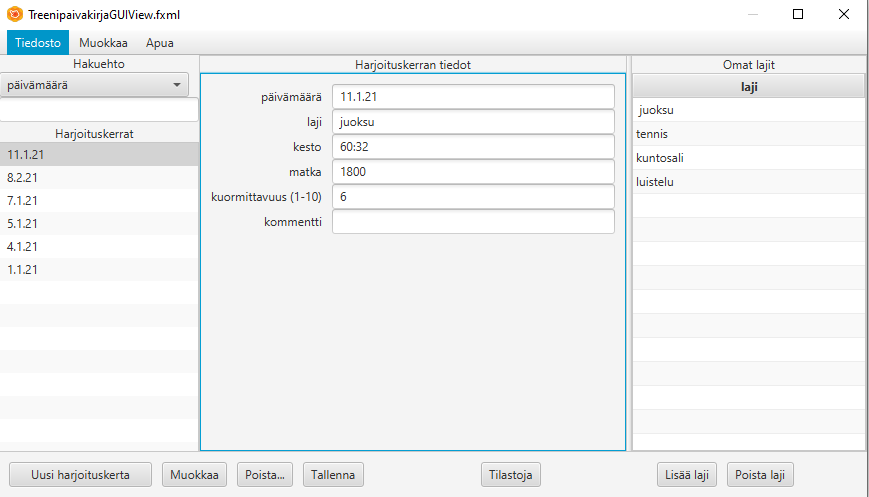 TreenipaivakirjaGUIView.fxml
Tiedosto Muokkaa Apua
Hakuehto
päivämäärä
Harjoituskerrat
11.1.21
8.2.21
7.1.21
5.1.21
4.1.21
1.1.21
Harjoituskerran tiedot
päivämäärä 11.1.21
laji juoksu
kesto 60:32
matka 1800
kuormittavuus (1-10) 6
kommentti
Omat lajit
laji
juoksu
tennis
kuntosali
luistelu
Uusi harjoituskerta Muokkaa Poista... Tallenna Tilastoja Lisää laji Poista laji